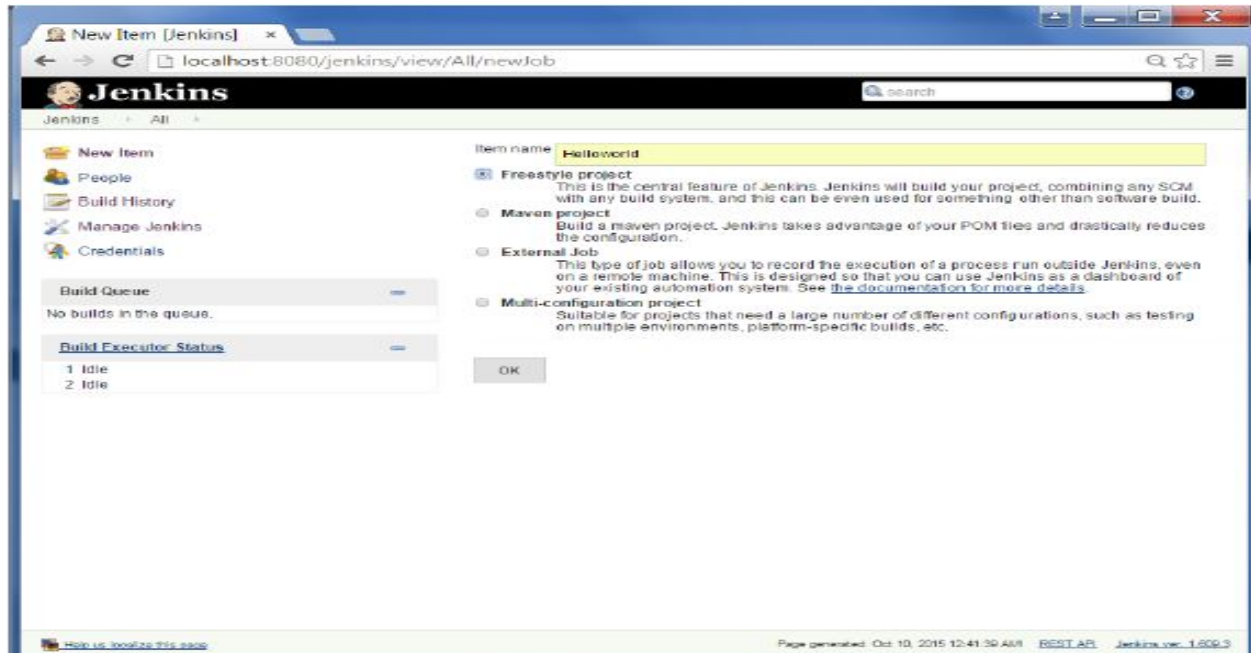 New Item [Jenkins]
localhost:8080/jenkins/view/All/newJob
Jenkins
search
Jenkins
All
New Item
People
Build History
Manage Jenkins
Credentials
Build Queue
No builds in the queue.
Build Executor Status
1 Idle
2 Idle
Item name
Helloworld
Freestyle project
This is the central feature of Jenkins. Jenkins will build your project, combining any SCM
with any build system, and this can be even used for something other than software build.
Maven project
Build a maven project. Jenkins takes advantage of your POM files and drastically reduces
the configuration.
External Job
This type of job allows you to record the execution of a process run outside Jenkins, even
on a remote machine. This is designed so that you can use Jenkins as a dashboard of
your existing automation system. See the documentation for more details.
Multi-configuration project
Suitable for projects that need a large number of different configurations, such as testing
on multiple environments, platform-specific builds, etc.
OK
Help us localize this page
Page generated: Oct 10, 2015 12:41:39 AM
REST API
Jenkins ver. 1.609.3